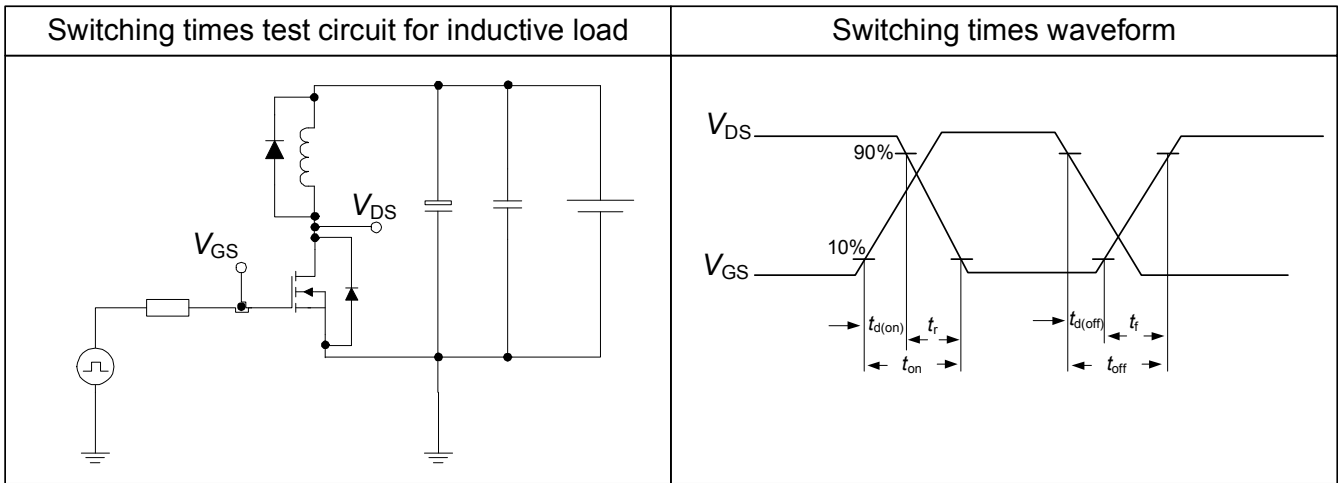 Switching times test circuit for inductive load
Switching times waveform
VDS
VGS
VDS
90%
10%
VGS
td(on) tr
ton
td(off) tf
toff